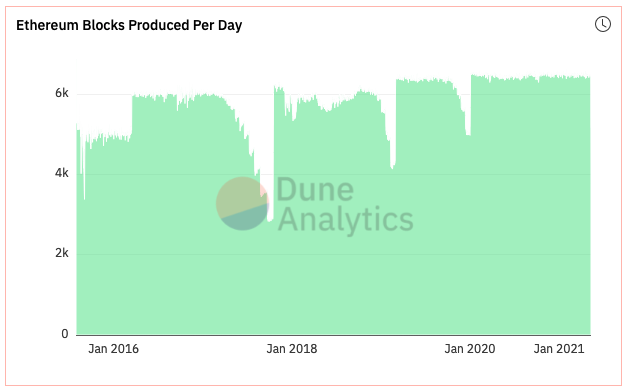 Ethereum Blocks Produced Per Day
6k
4k
2k
0
Dune
Analytics
Jan 2016
Jan 2018
Jan 2020
Jan 2021